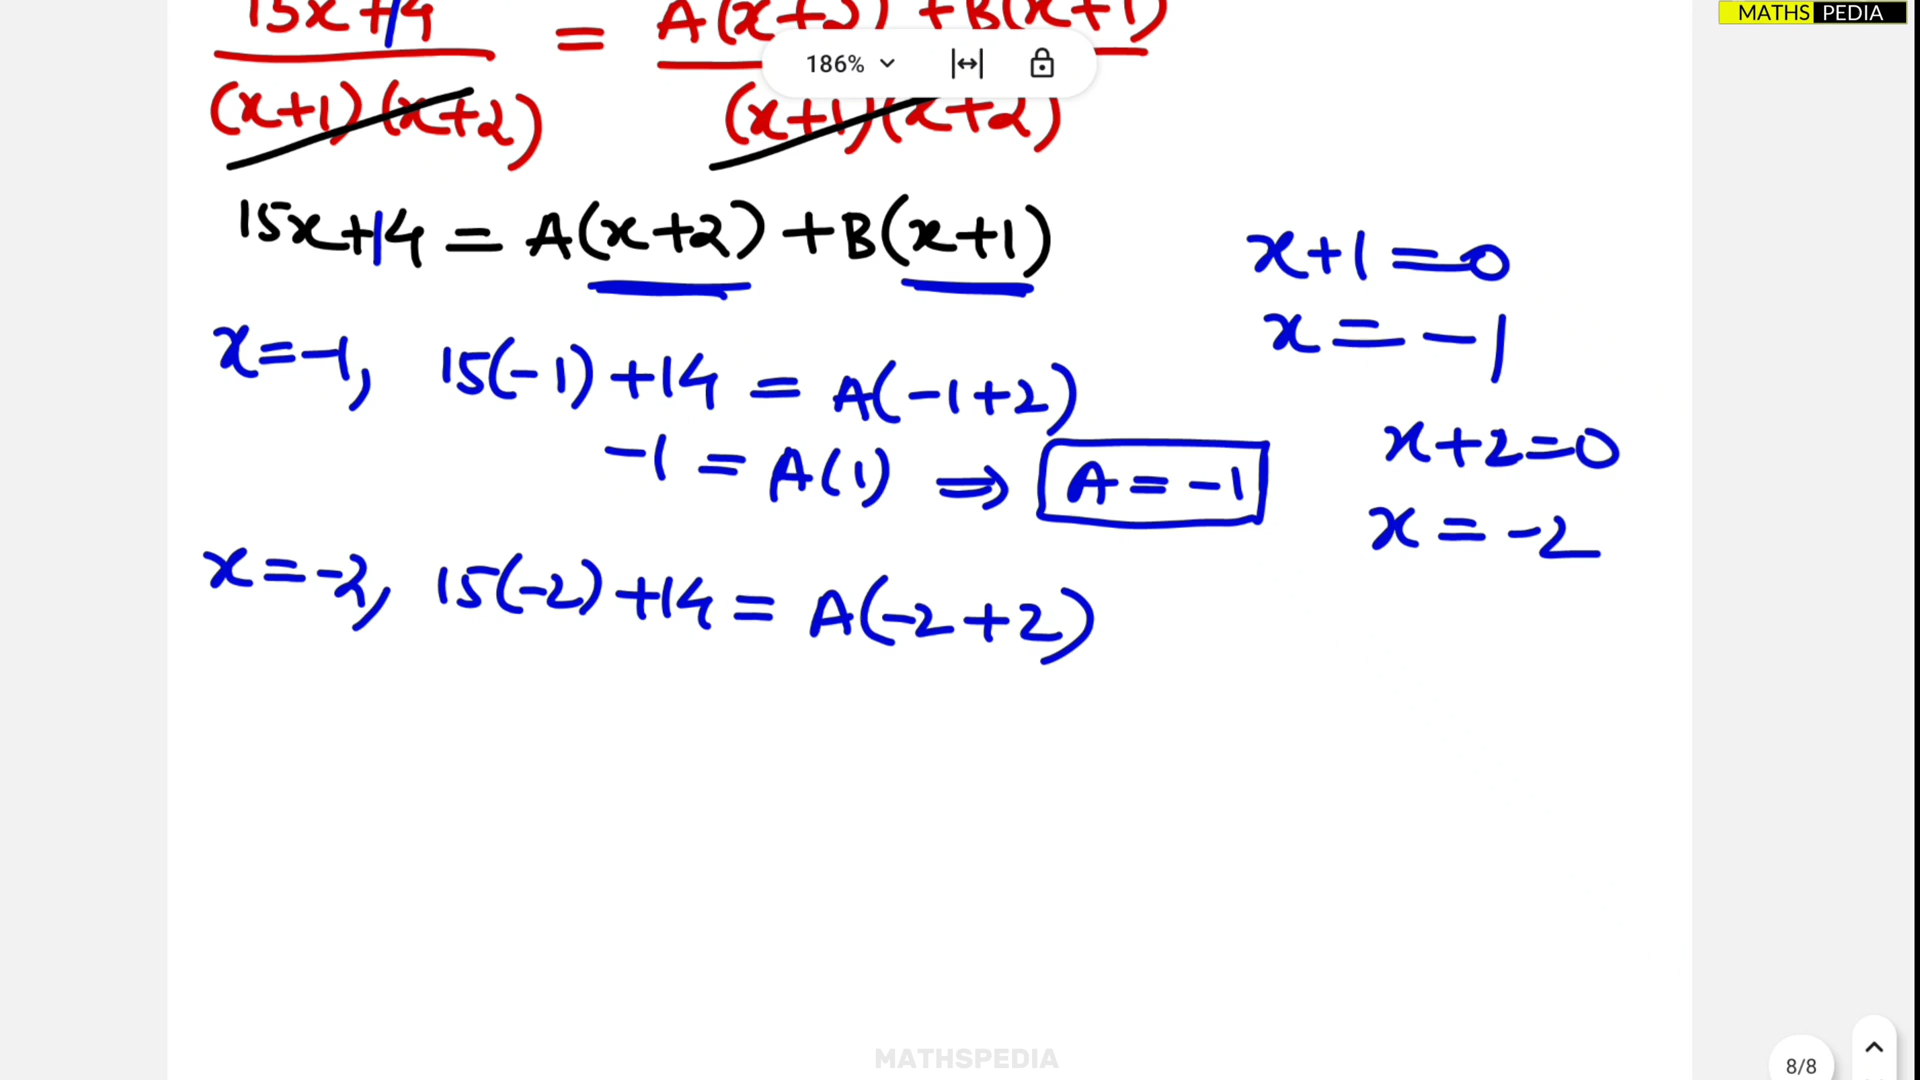 MATHS PEDIA
15x+14 = A(x+2) + B(x+1)
186%
(x+1)(x+2) (x+1)(x+2)
15x+14 = A(x+2) + B(x+1)
x+1=0
x = -1
x=-1, 15(-1)+14 = A(-1+2)
-1 = A(1) ⇒ A = -1
x+2=0
x = -2
x=-2, 15(-2)+14 = A(-2+2)
MATHSPEDIA
8/8